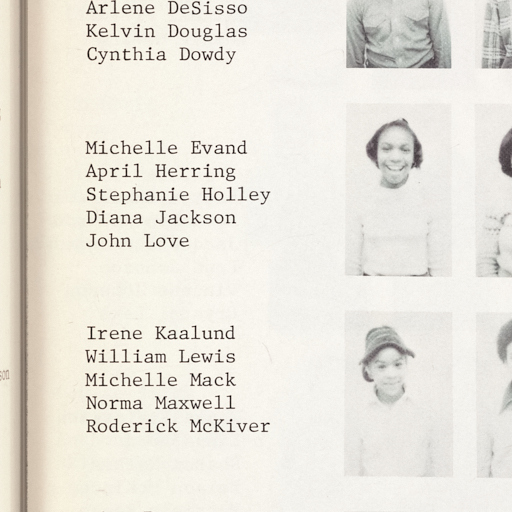 Arlene DeSisso
Kelvin Douglas
Cynthia Dowdy
Michelle Evand
April Herring
Stephanie Holley
Diana Jackson
John Love
Irene Kaalund
William Lewis
Michelle Mack
Norma Maxwell
Roderick McKiver